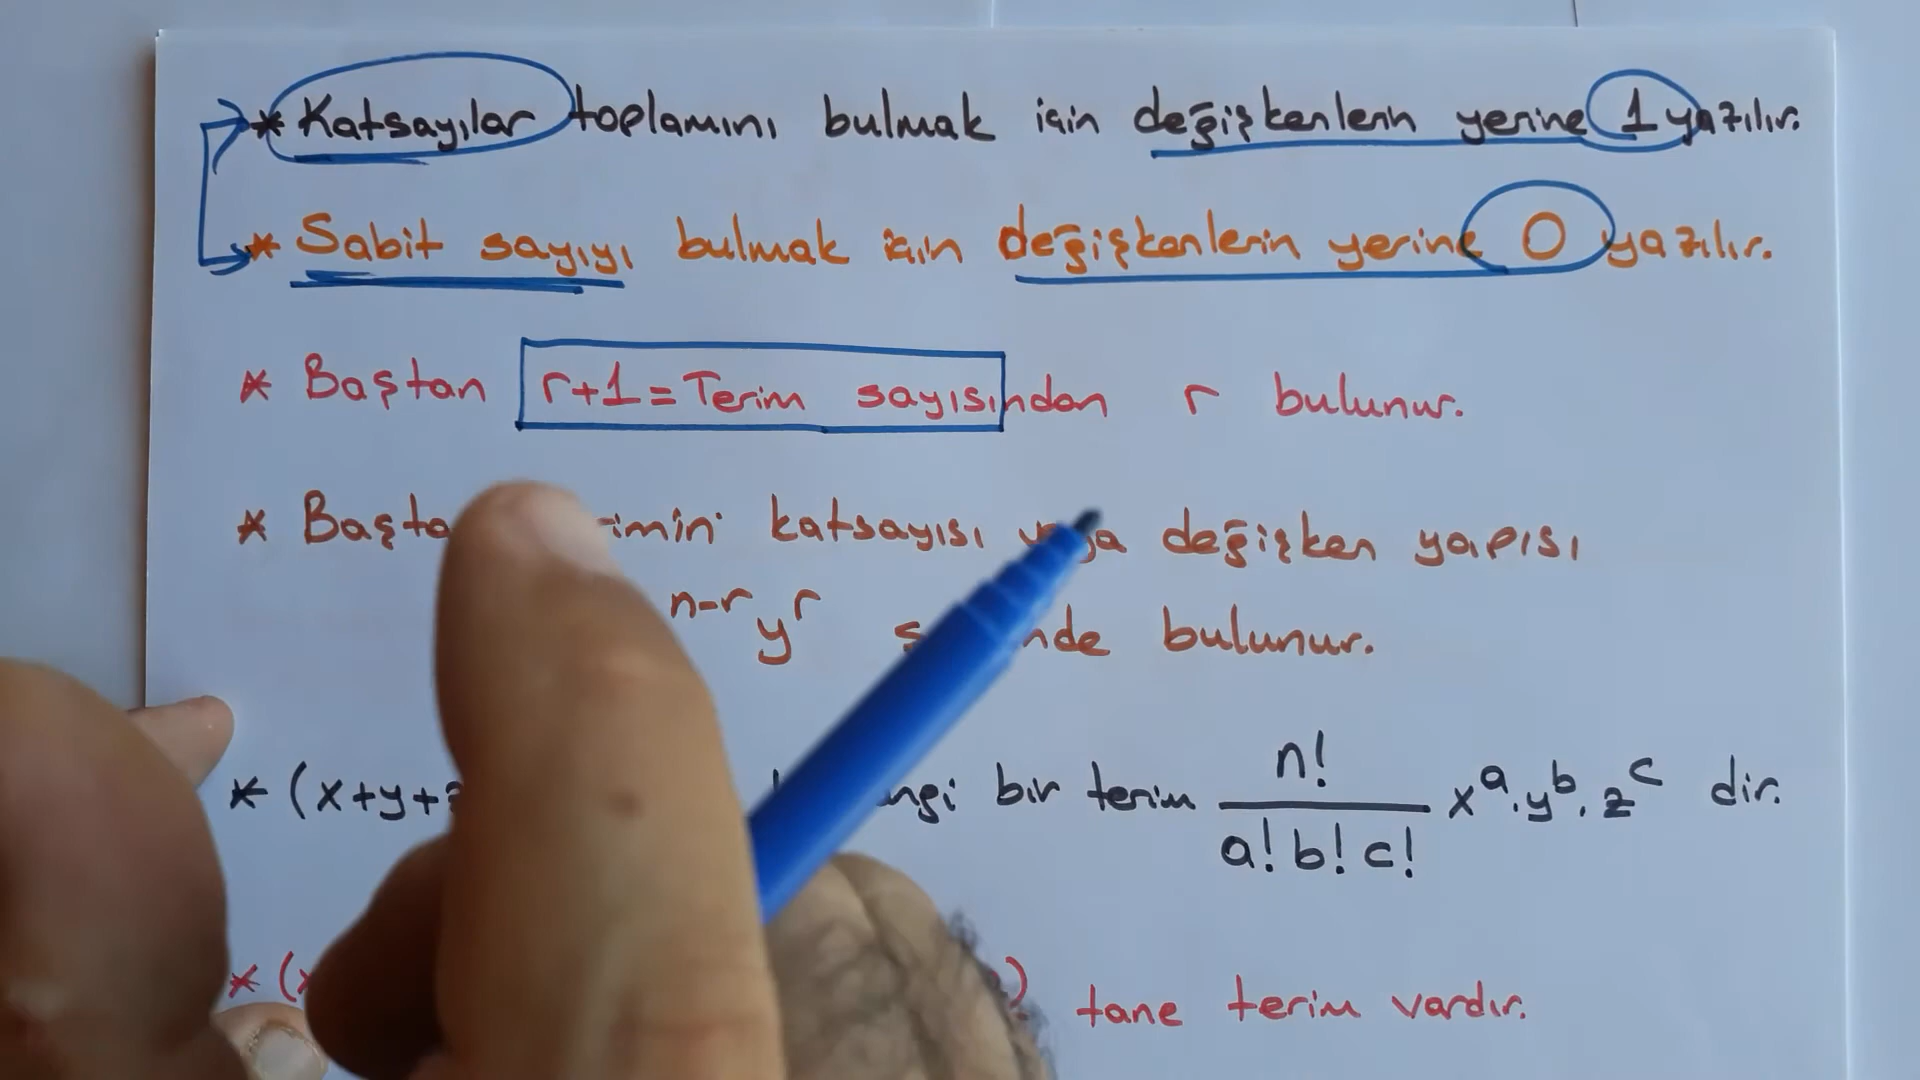 * Katsayılar toplamını bulmak için değişkenlerin yerine 1 yazılır.
* Sabit sayıyı bulmak için değişkenlerin yerine 0 yazılır.
* Baştan r+1=Terim sayısından r bulunur.
* katsayısı değişken yapısı
n-r y^r bulunur.
* (x+y+ bir terim n!/(a! b! c!) x^a.y^b.z^c dir.
* ( ) tane terim vardır.